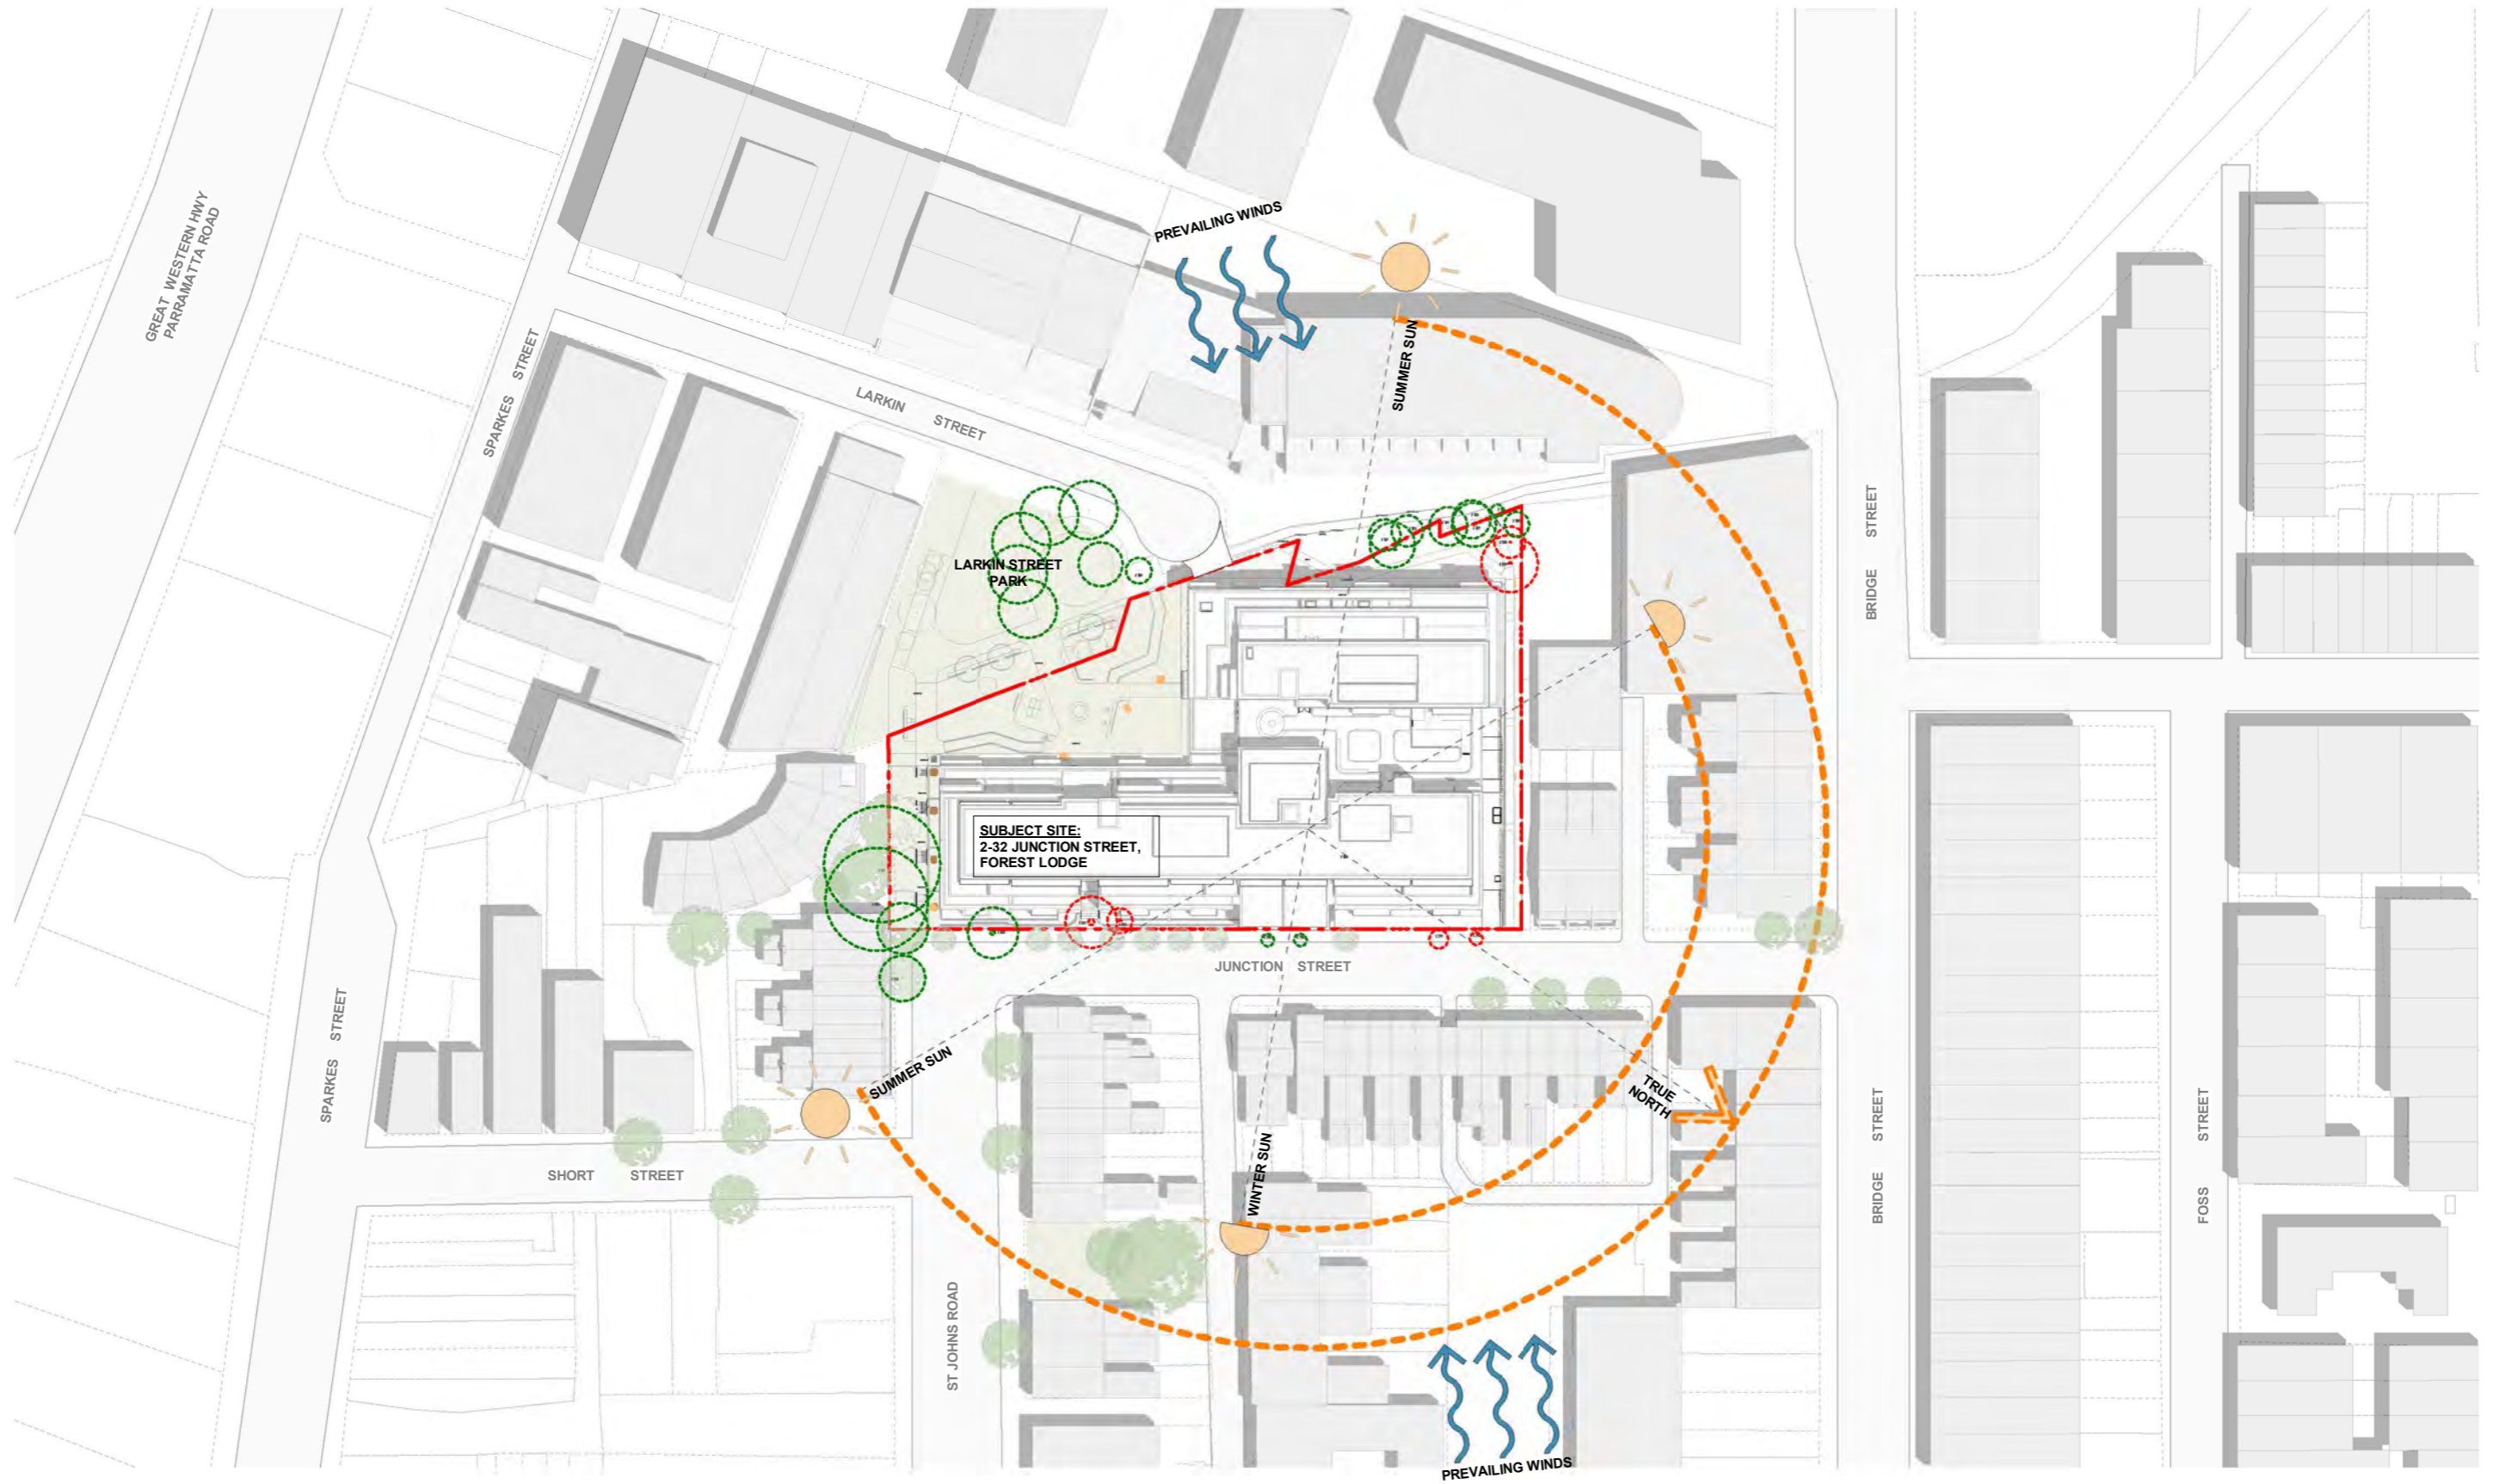 PREVAILING WINDS
GREAT WESTERN HWY
PARRAMATTA ROAD
SUMMER SUN
SPARKES STREET
LARKIN STREET
BRIDGE STREET
LARKIN STREET
PARK
SUBJECT SITE:
2-32 JUNCTION STREET,
FOREST LODGE
JUNCTION STREET
SPARKES STREET
SUMMER SUN
TRUE
NORTH
WINTER SUN
SHORT STREET
BRIDGE STREET
FOSS STREET
ST JOHNS ROAD
PREVAILING WINDS